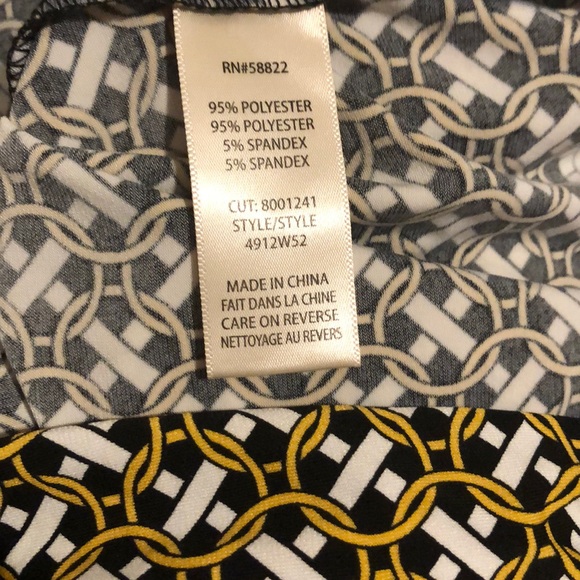 RN#58822
95% POLYESTER
95% POLYESTER
5% SPANDEX
5% SPANDEX
CUT: 8001241
STYLE/STYLE
4912W52
MADE IN CHINA
FAIT DANS LA CHINE
CARE ON REVERSE
NETTOYAGE AU REVERS